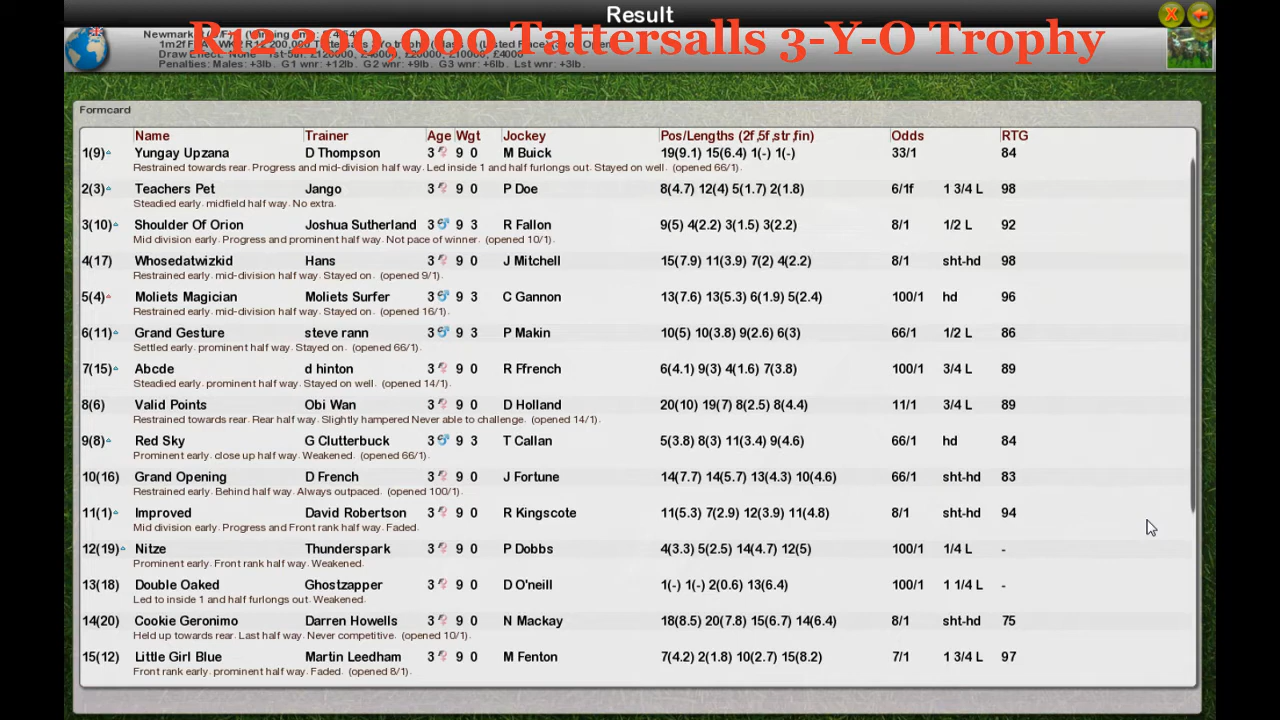 Result
R12 200,000 Tattersalls 3-Y-O Trophy
Penalties: Males: +3lb. G1 wnr: +12lb. G2 wnr: +9lb. G3 wnr: +6lb. Lst wnr: +3lb.
Formcard
Name Trainer Age Wgt Jockey Pos/Lengths (2f,5f,str,fin) Odds RTG
1(9) Yungay Upzana D Thompson 3 9 0 M Buick 19(9.1) 15(6.4) 1(-) 1(-) 33/1 84
Restrained towards rear. Progress and mid-division half way. Led inside 1 and half furlongs out. Stayed on well. (opened 66/1).
2(3) Teachers Pet Jango 3 9 0 P Doe 8(4.7) 12(4) 5(1.7) 2(1.8) 6/1f 1 3/4 L 98
Steadied early. midfield half way. No extra.
3(10) Shoulder Of Orion Joshua Sutherland 3 9 3 R Fallon 9(5) 4(2.2) 3(1.5) 3(2.2) 8/1 1/2 L 92
Mid division early. Progress and prominent half way. Not pace of winner. (opened 10/1).
4(17) Whosedatwizkid Hans 3 9 0 J Mitchell 15(7.9) 11(3.9) 7(2) 4(2.2) 8/1 sht-hd 98
Restrained early. mid-division half way. Stayed on. (opened 9/1).
5(4) Moliets Magician Moliets Surfer 3 9 3 C Gannon 13(7.6) 13(5.3) 6(1.9) 5(2.4) 100/1 hd 96
Restrained early. mid-division half way. Stayed on. (opened 16/1).
6(11) Grand Gesture steve rann 3 9 3 P Makin 10(5) 10(3.8) 9(2.6) 6(3) 66/1 1/2 L 86
Settled early. prominent half way. Stayed on. (opened 66/1).
7(15) Abcde d hinton 3 9 0 R Ffrench 6(4.1) 9(3) 4(1.6) 7(3.8) 100/1 3/4 L 89
Steadied early. prominent half way. Stayed on well. (opened 14/1).
8(6) Valid Points Obi Wan 3 9 0 D Holland 20(10) 19(7) 8(2.5) 8(4.4) 11/1 3/4 L 89
Restrained towards rear. Rear half way. Slightly hampered Never able to challenge. (opened 14/1).
9(8) Red Sky G Clutterbuck 3 9 3 T Callan 5(3.8) 8(3) 11(3.4) 9(4.6) 66/1 hd 84
Prominent early. close up half way. Weakened. (opened 66/1).
10(16) Grand Opening D French 3 9 0 J Fortune 14(7.7) 14(5.7) 13(4.3) 10(4.6) 66/1 sht-hd 83
Restrained early. Behind half way. Always outpaced. (opened 100/1).
11(1) Improved David Robertson 3 9 0 R Kingscote 11(5.3) 7(2.9) 12(3.9) 11(4.8) 8/1 sht-hd 94
Mid division early. Progress and Front rank half way. Faded.
12(19) Nitze Thunderspark 3 9 0 P Dobbs 4(3.3) 5(2.5) 14(4.7) 12(5) 100/1 1/4 L -
Prominent early. Front rank half way. Weakened.
13(18) Double Oaked Ghostzapper 3 9 0 D O'neill 1(-) 1(-) 2(0.6) 13(6.4) 100/1 1 1/4 L -
Led to inside 1 and half furlongs out. Weakened.
14(20) Cookie Geronimo Darren Howells 3 9 0 N Mackay 18(8.5) 20(7.8) 15(6.7) 14(6.4) 8/1 sht-hd 75
Held up towards rear. Last half way. Never competitive. (opened 10/1).
15(12) Little Girl Blue Martin Leedham 3 9 0 M Fenton 7(4.2) 2(1.8) 10(2.7) 15(8.2) 7/1 1 3/4 L 97
Front rank early. prominent half way. Faded. (opened 8/1).